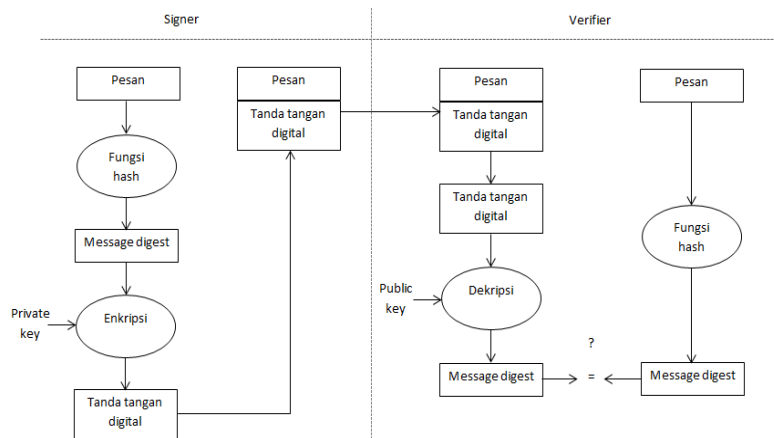 Signer
Verifier
Pesan
Fungsi
hash
Message digest
Private
key
Enkripsi
Tanda tangan
digital
Pesan
Tanda tangan
digital
Pesan
Tanda tangan
digital
Tanda tangan
digital
Public
key
Dekripsi
Message digest
?
=
Pesan
Fungsi
hash
Message digest